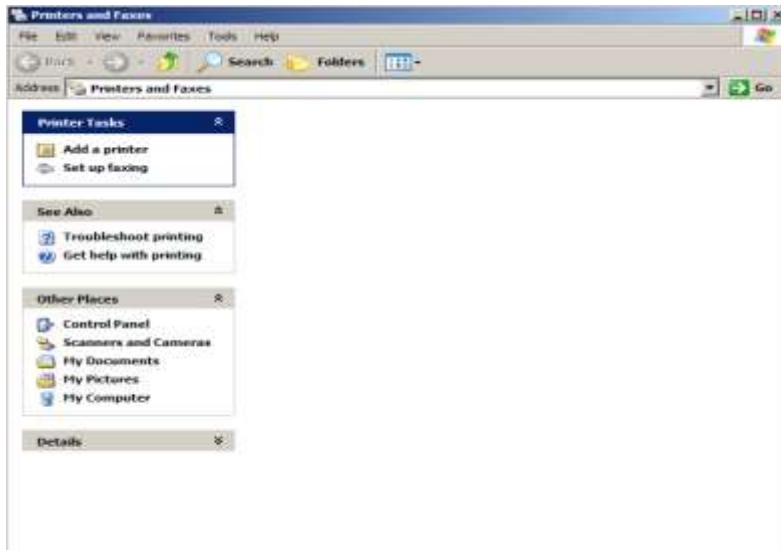 Printers and Faxes
File Edit View Favorites Tools Help
Back Search Folders
Address Printers and Faxes Go
Printer Tasks
Add a printer
Set up faxing
See Also
Troubleshoot printing
Get help with printing
Other Places
Control Panel
Scanners and Cameras
My Documents
My Pictures
My Computer
Details